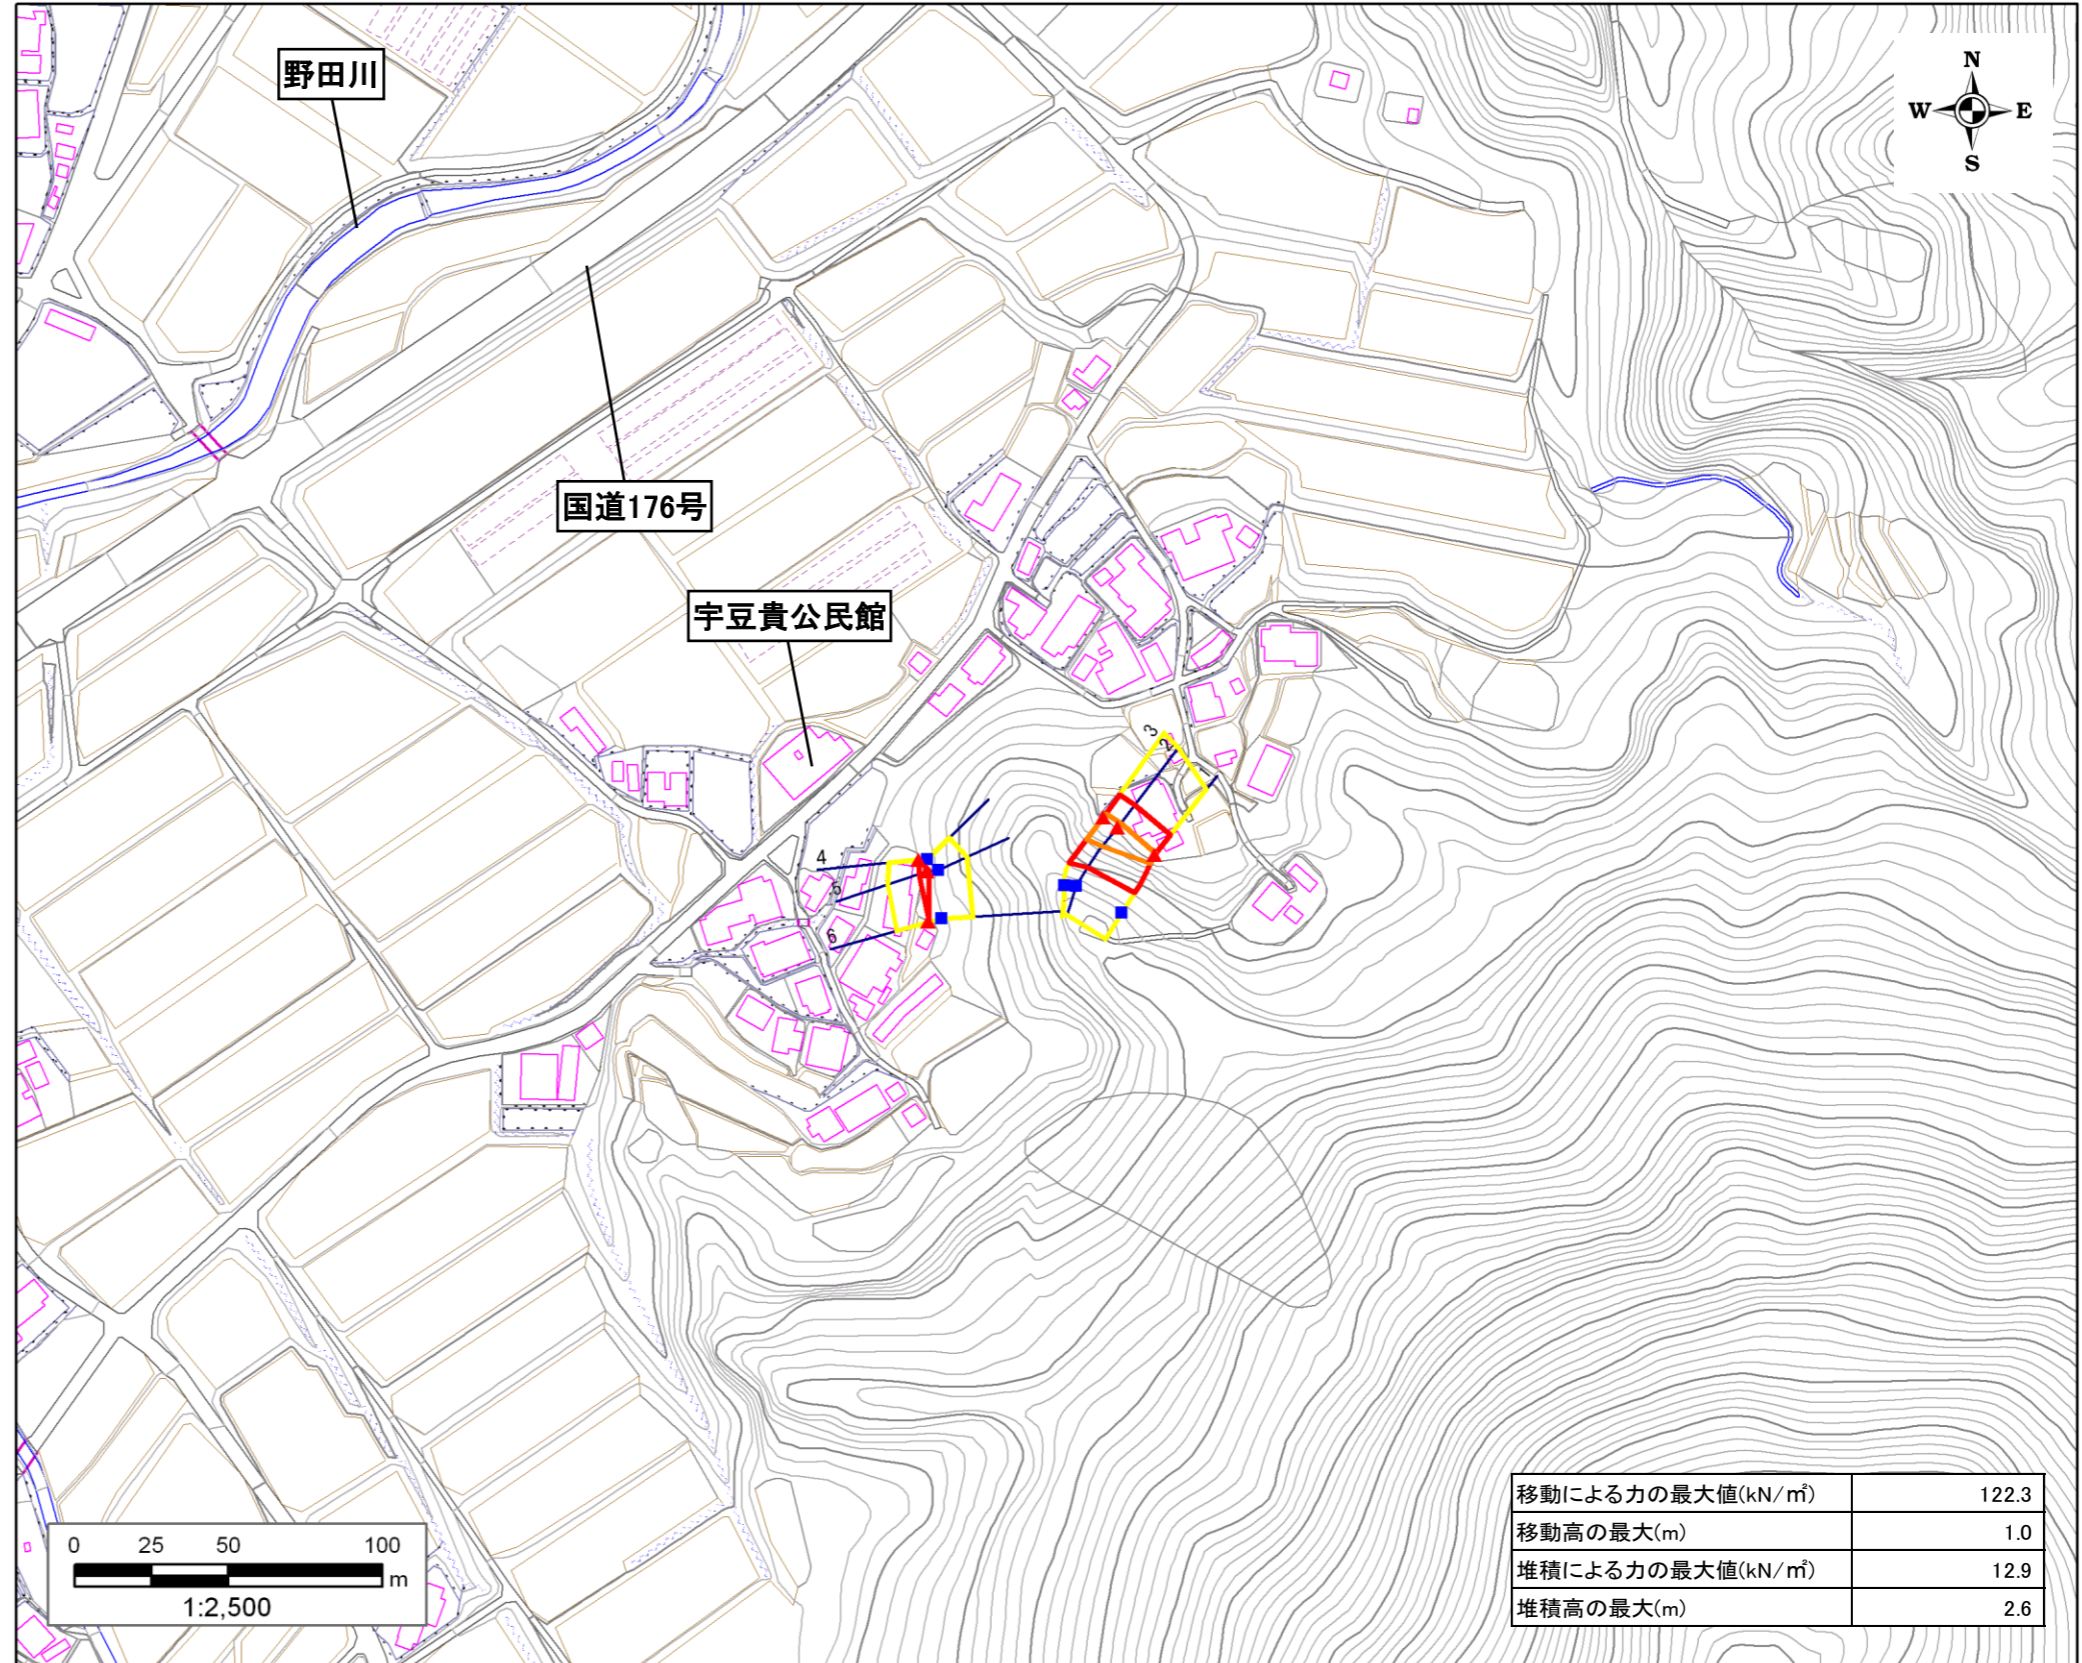 野田川
N
W E
S
国道176号
宇豆貴公民館
3
2
4
5
6
移動による力の最大値(kN/㎡) 122.3
移動高の最大(m) 1.0
堆積による力の最大値(kN/㎡) 12.9
堆積高の最大(m) 2.6
0 25 50 100
m
1:2,500